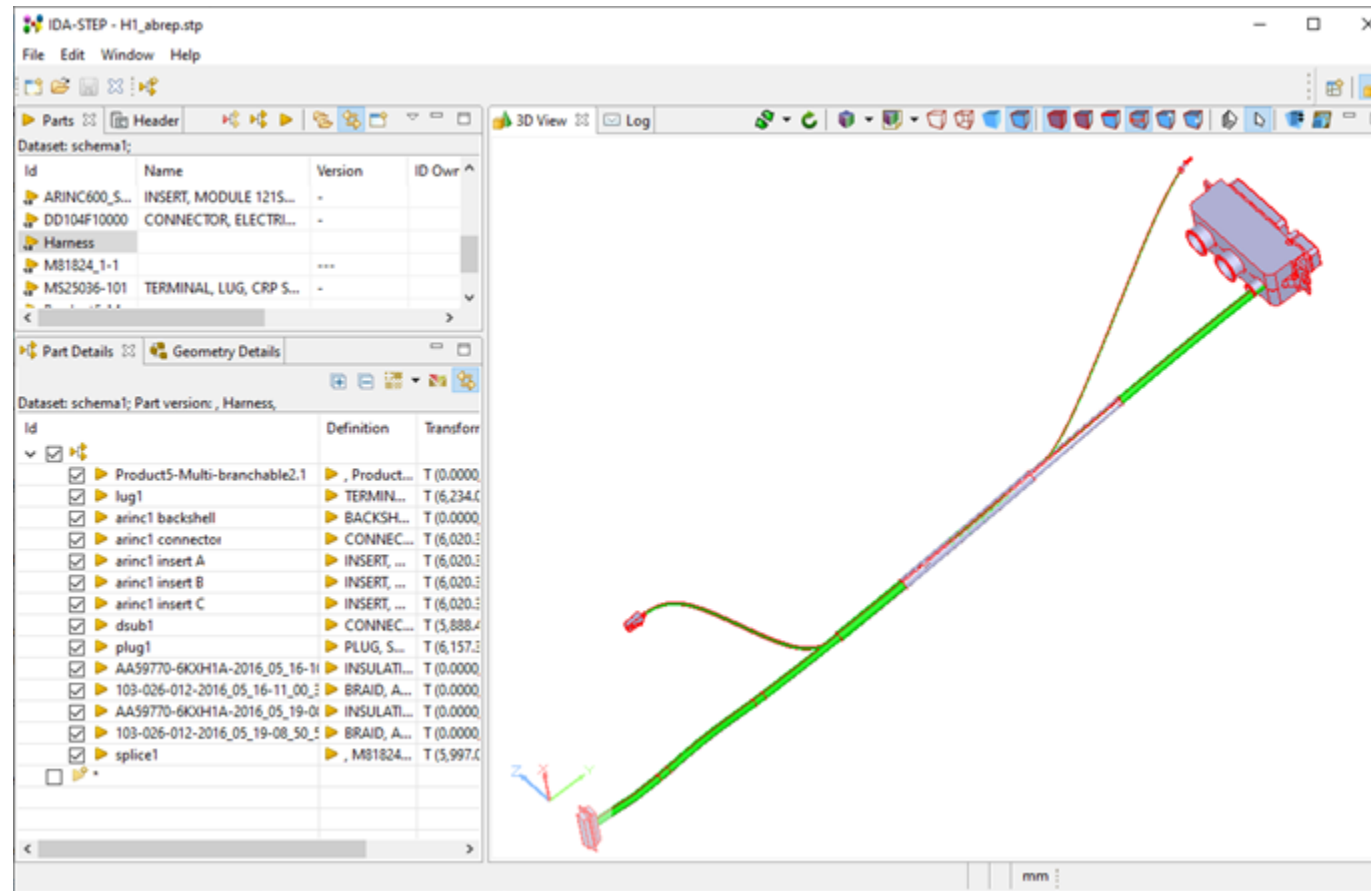 IDA-STEP - H1_abrep.stp
File Edit Window Help
Parts Header
3D View Log
Dataset: schema1;
Id Name Version ID Owr
ARINC600_S... INSERT, MODULE 121S... -
DD104F10000 CONNECTOR, ELECTRI... -
Harness
M81824_1-1 ---
MS25036-101 TERMINAL, LUG, CRP S... -
Part Details Geometry Details
Dataset: schema1; Part version: , Harness,
Id Definition Transforr
Product5-Multi-branchable2.1 , Product... T (0.0000,
lug1 TERMIN... T (6,234.0
arinc1 backshell BACKSH... T (0.0000,
arinc1 connector CONNEC... T (6,020.3
arinc1 insert A INSERT, ... T (6,020.3
arinc1 insert B INSERT, ... T (6,020.3
arinc1 insert C INSERT, ... T (6,020.3
dsub1 CONNEC... T (5,888.4
plug1 PLUG, S... T (6,157.3
AA59770-6KXH1A-2016_05_16-1 INSULATI... T (0.0000,
103-026-012-2016_05_16-11_00_ BRAID, A... T (0.0000,
AA59770-6KXH1A-2016_05_19-0 INSULATI... T (0.0000,
103-026-012-2016_05_19-08_50_ BRAID, A... T (0.0000,
splice1 , M81824... T (5,997.0
*
Z X Y
mm